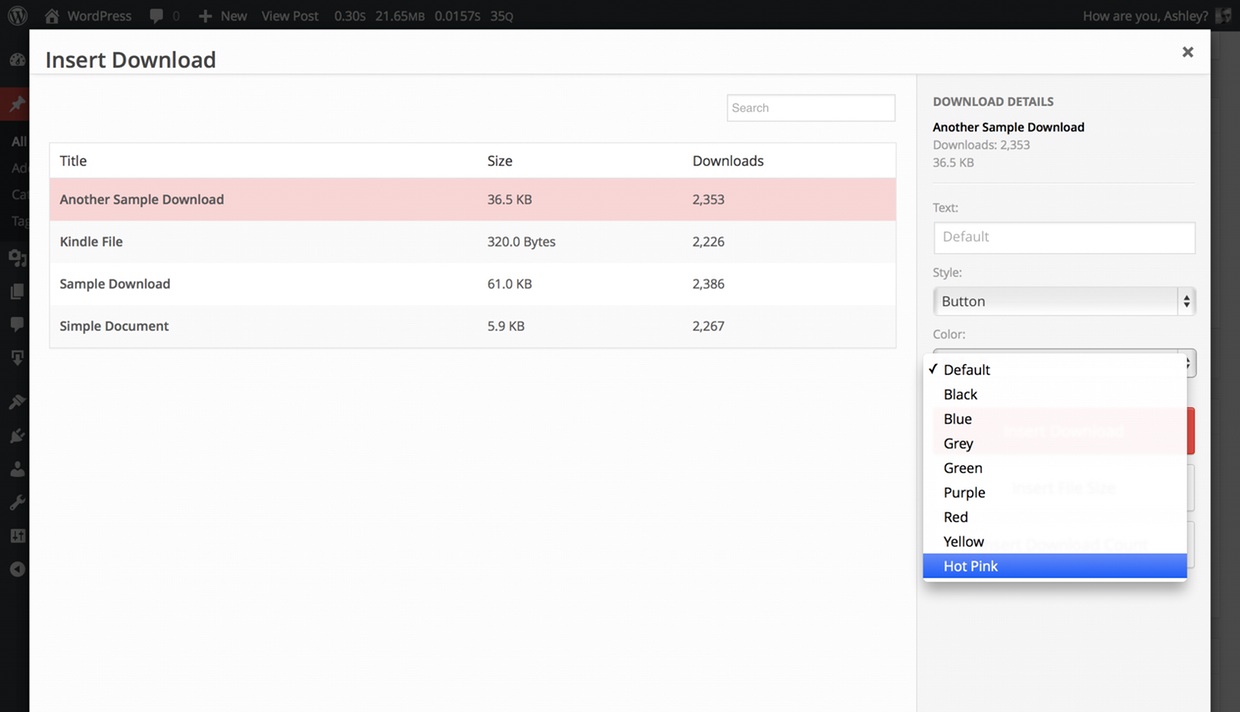 WordPress 0 New View Post 0.30s 21.65MB 0.0157s 35Q How are you, Ashley?
Insert Download
Search
Title Size Downloads
Another Sample Download 36.5 KB 2,353
Kindle File 320.0 Bytes 2,226
Sample Download 61.0 KB 2,386
Simple Document 5.9 KB 2,267
All
DOWNLOAD DETAILS
Another Sample Download
Downloads: 2,353
36.5 KB
Text:
Default
Style:
Button
Color:
✓ Default
Black
Blue
Grey
Green
Purple
Red
Yellow
Hot Pink